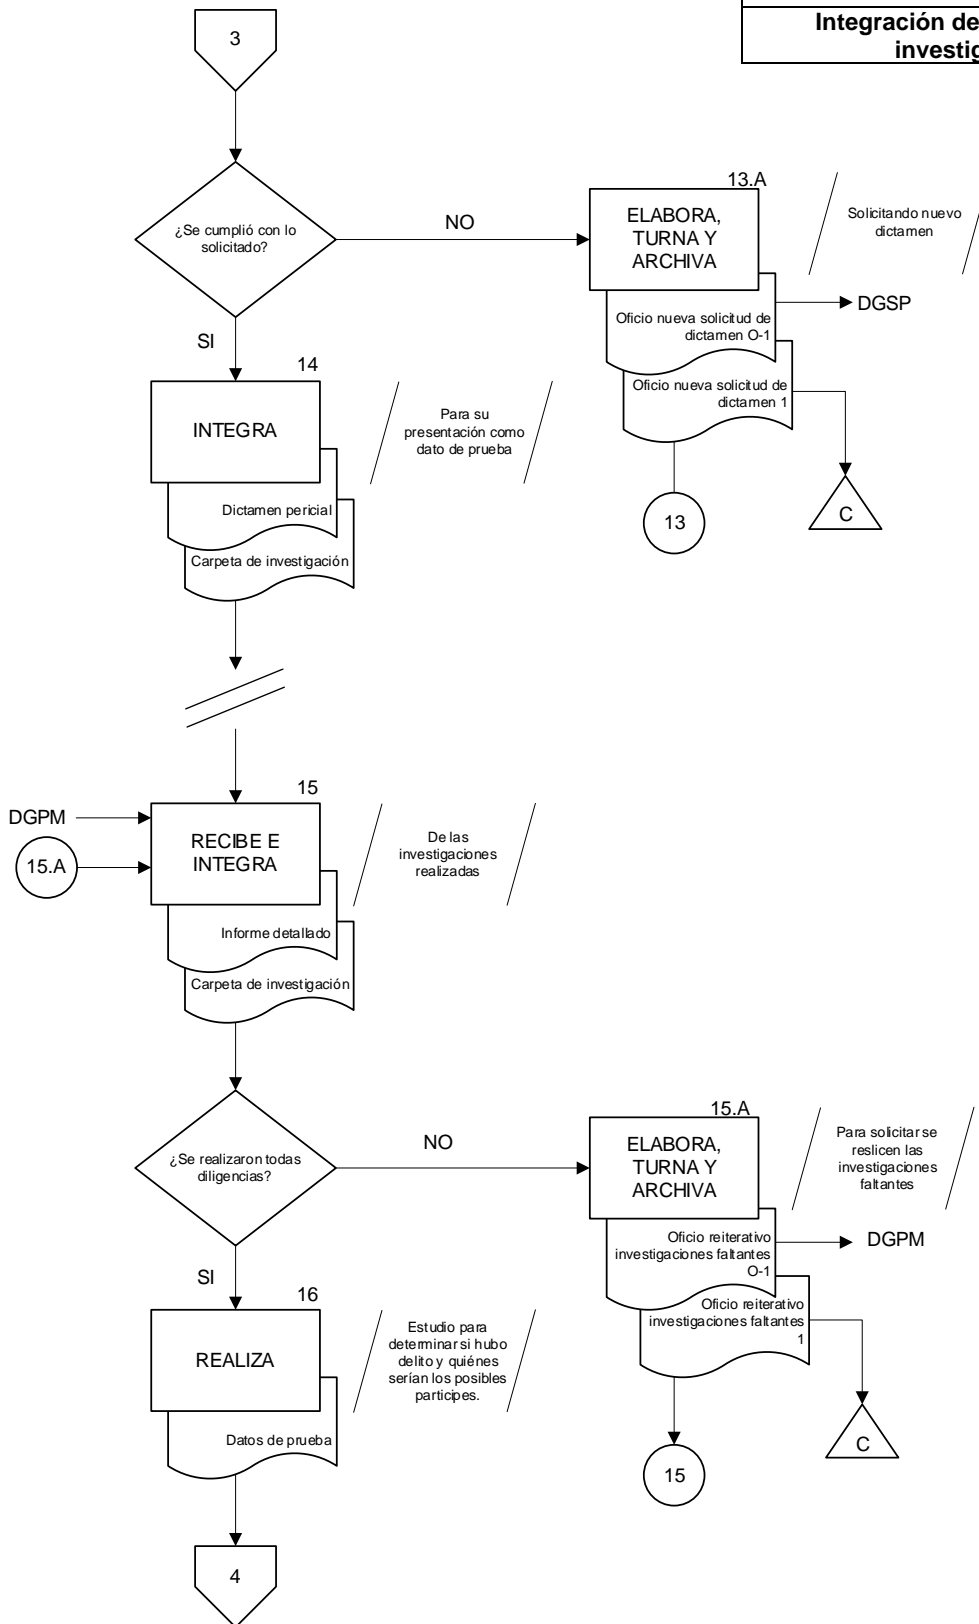 Integración de
investig
3
¿Se cumplió con lo
solicitado?
NO
SI
13.A
ELABORA,
TURNA Y
ARCHIVA
Solicitando nuevo
dictamen
Oficio nueva solicitud de
dictamen O-1
DGSP
Oficio nueva solicitud de
dictamen 1
13
C
14
INTEGRA
Para su
presentación como
dato de prueba
Dictamen pericial
Carpeta de investigación
15
DGPM
15.A
RECIBE E
INTEGRA
De las
investigaciones
realizadas
Informe detallado
Carpeta de investigación
¿Se realizaron todas
diligencias?
NO
SI
15.A
ELABORA,
TURNA Y
ARCHIVA
Para solicitar se
reslicen las
investigaciones
faltantes
Oficio reiterativo
investigaciones faltantes
O-1
DGPM
Oficio reiterativo
investigaciones faltantes
1
15
C
16
REALIZA
Estudio para
determinar si hubo
delito y quiénes
serían los posibles
participes.
Datos de prueba
4